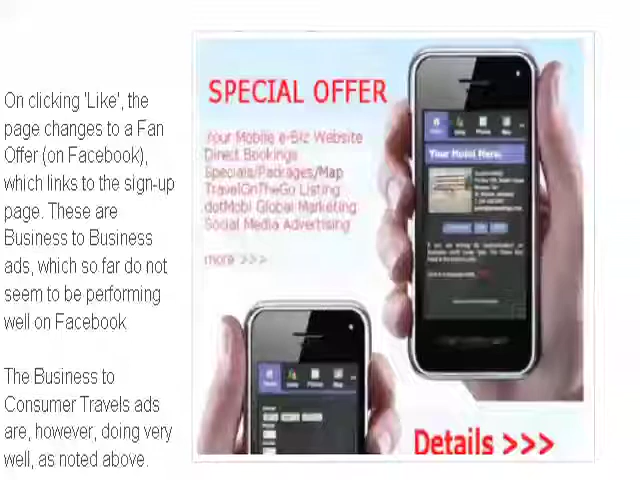 On clicking 'Like', the
page changes to a Fan
Offer (on Facebook),
which links to the sign-up
page. These are
Business to Business
ads, which so far do not
seem to be performing
well on Facebook
The Business to
Consumer Travels ads
are, however, doing very
well, as noted above.
SPECIAL OFFER
Your Mobile e-Biz Website
Direct Bookings
Specials/Packages/Map
TravelOnTheGo Listing
dotMobi Global Marketing
Social Media Advertising
more >>>
Your Motel Here.
Details >>>